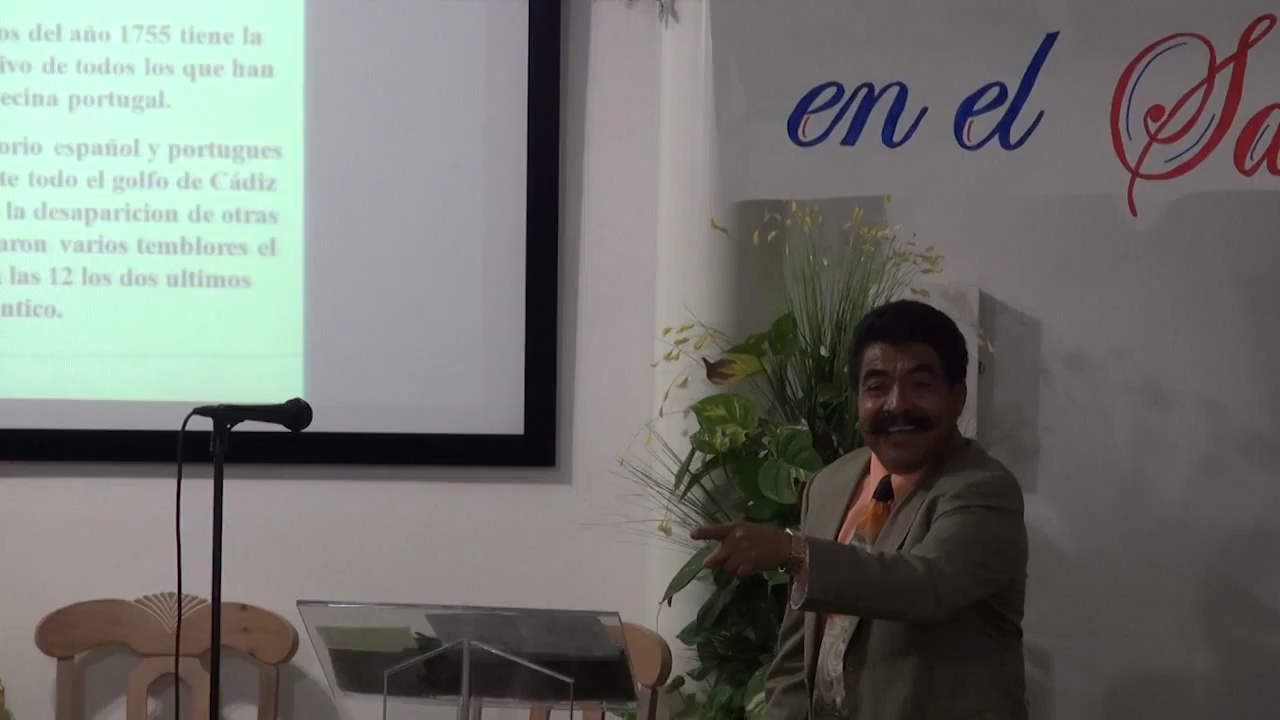 os del año 1755 tiene la
ivo de todos los que han
ecina portugal.
orio español y portugues
te todo el golfo de Cádiz
la desaparicion de otras
aron varios temblores el
las 12 los dos ultimos
ntico.
en el Sa